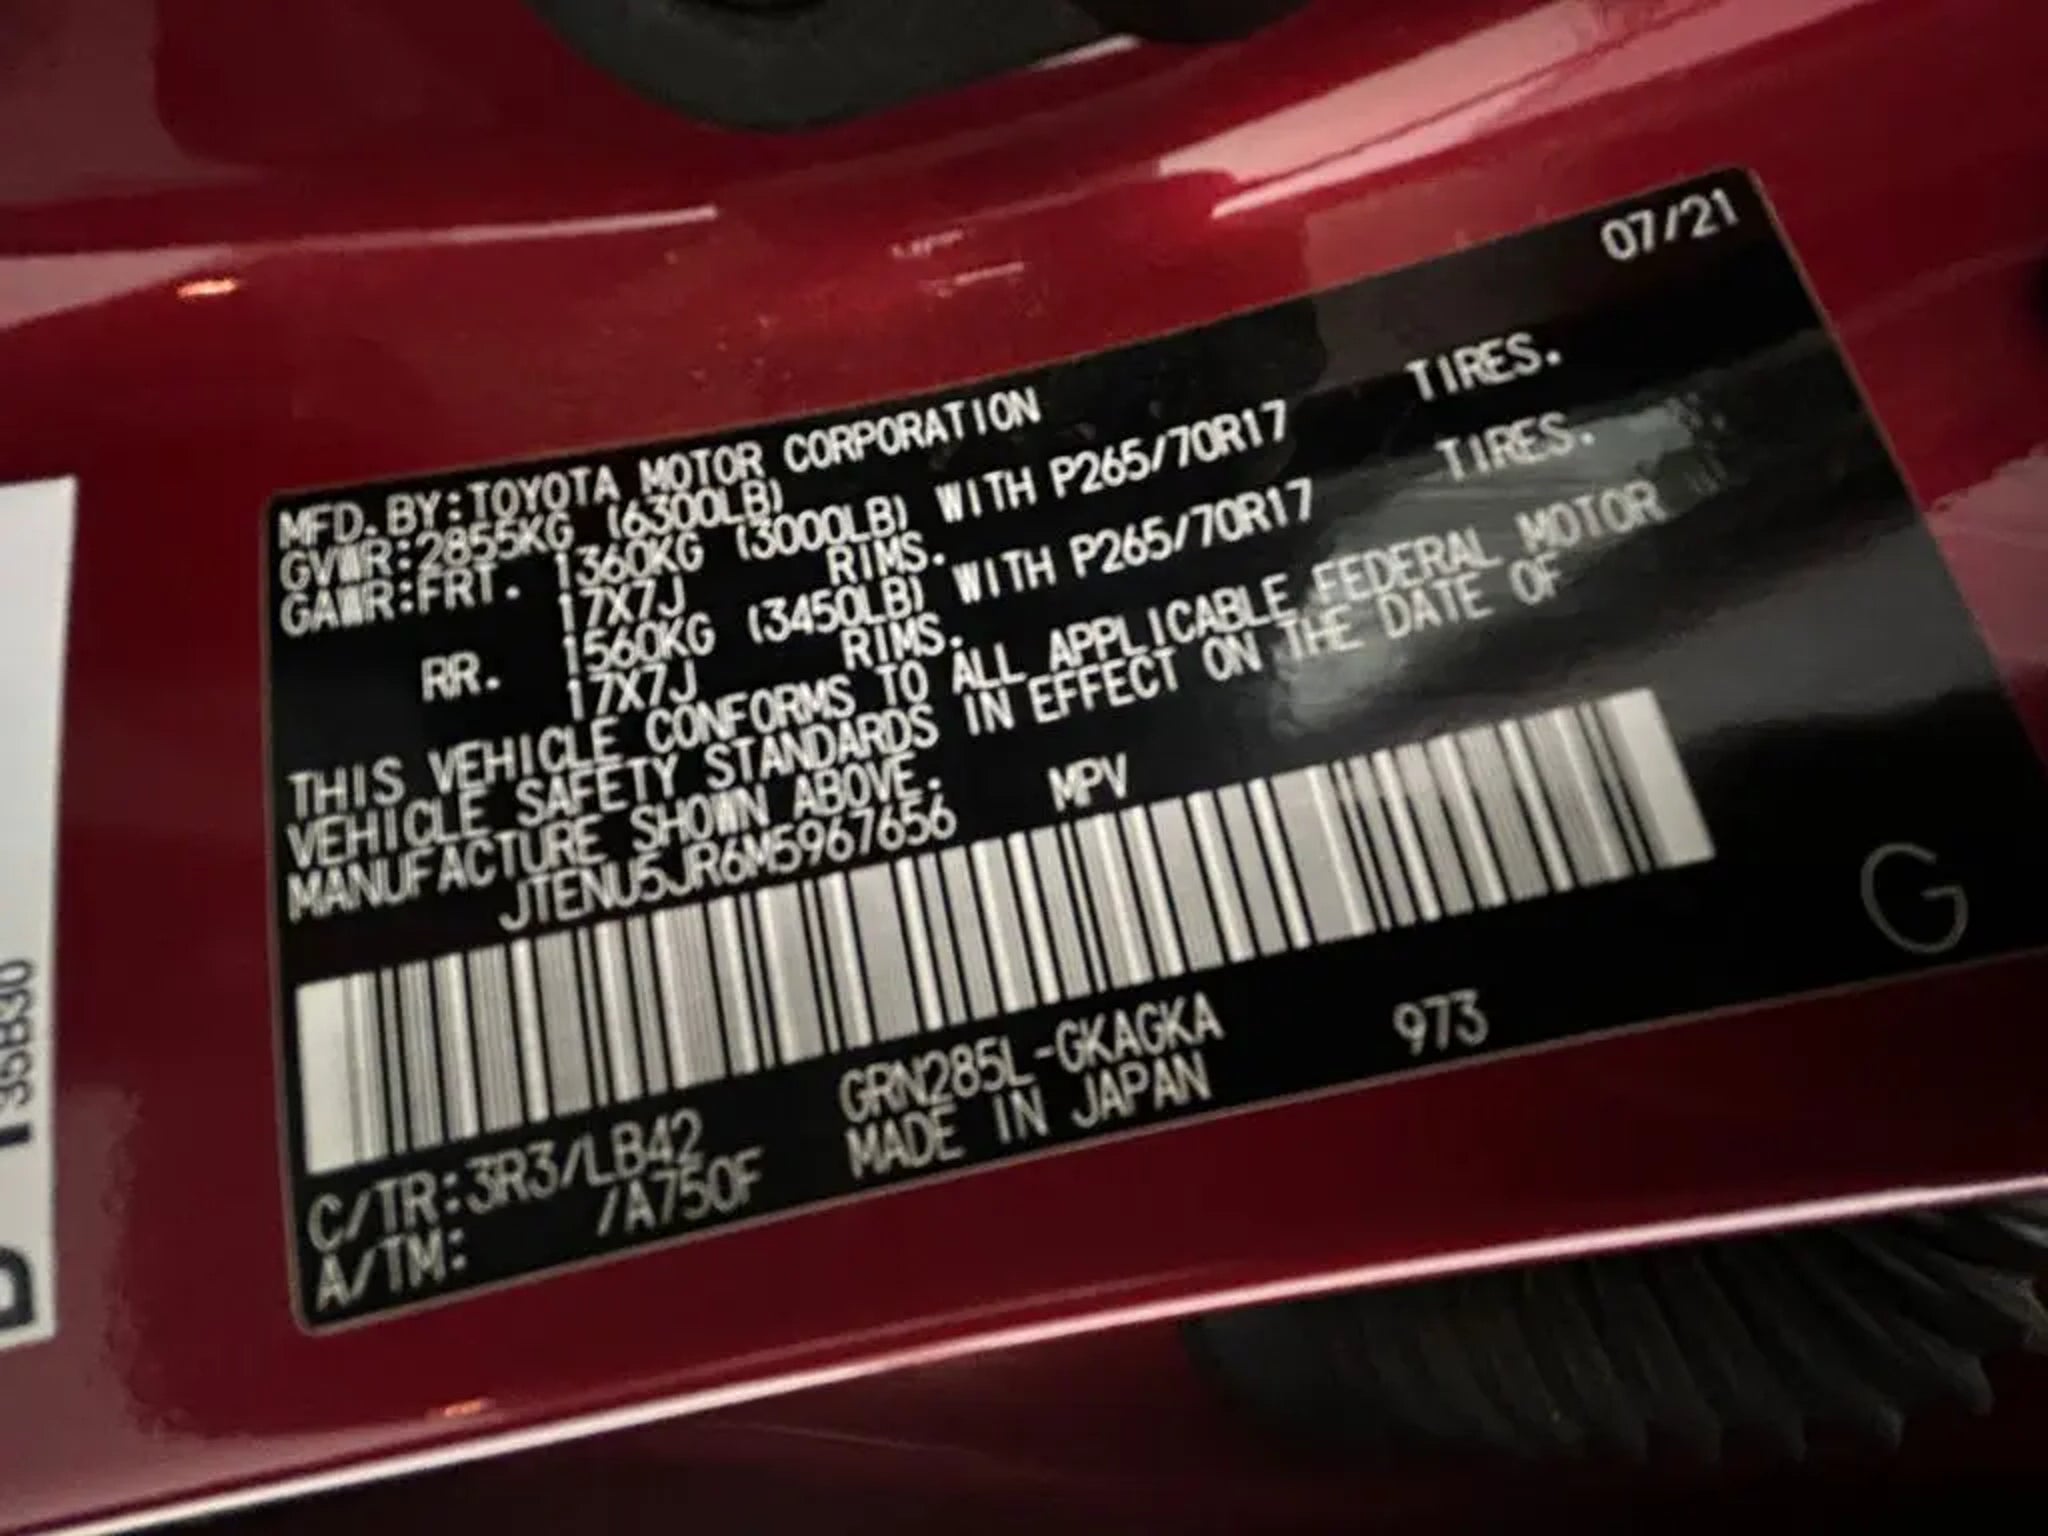 07/21
MFD. BY: TOYOTA MOTOR CORPORATION
GVWR: 2855KG (6300LB)
GAWR: FRT. 1360KG (3000LB) WITH P265/70R17 TIRES.
17X7J RIMS.
RR. 1560KG (3450LB) WITH P265/70R17 TIRES.
17X7J RIMS.
THIS VEHICLE CONFORMS TO ALL APPLICABLE FEDERAL MOTOR
VEHICLE SAFETY STANDARDS IN EFFECT ON THE DATE OF
MANUFACTURE SHOWN ABOVE.
JTENU5JR6M5967656 MPV
C/TR: 3R3/LB42 GRN285L-GKAGKA 973
A/TM: /A750F MADE IN JAPAN
G